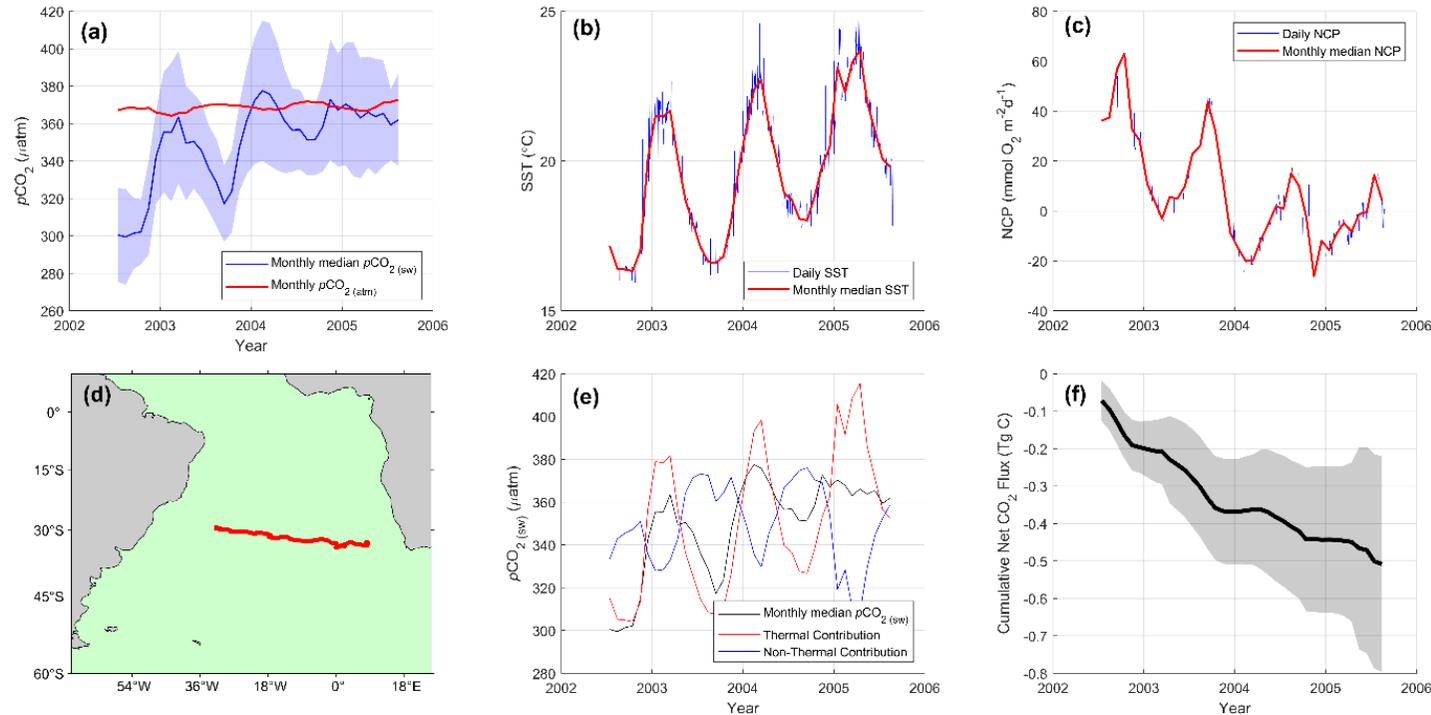 (a)
pCO2 (μatm)
420
400
380
360
340
320
300
280
260
Monthly median pCO2 (sw)
Monthly pCO2 (atm)
2002
2003
2004
2005
2006
Year
(b)
SST (°C)
25
20
15
Daily SST
Monthly median SST
2002
2003
2004
2005
2006
(c)
NCP (mmol O2 m-2d-1)
80
60
40
20
0
-20
-40
Daily NCP
Monthly median NCP
2002
2003
2004
2005
2006
(d)
0°
15°S
30°S
45°S
60°S
54°W
36°W
18°W
0°
18°E
(e)
pCO2 (sw) (μatm)
420
400
380
360
340
320
300
280
Monthly median pCO2 (sw)
Thermal Contribution
Non-Thermal Contribution
2002
2003
2004
2005
2006
Year
(f)
Cumulative Net CO2 Flux (Tg C)
0
-0.1
-0.2
-0.3
-0.4
-0.5
-0.6
-0.7
-0.8
2002
2003
2004
2005
2006
Year